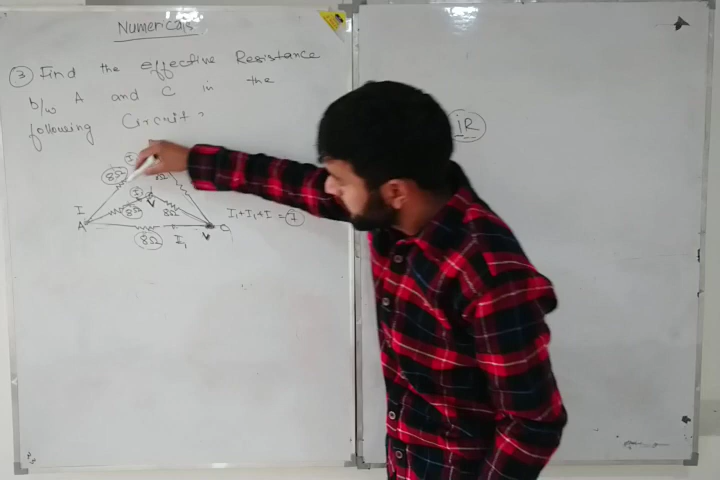 Numericals
③ Find the effective Resistance
b/w A and C in the
following Circuit?
I
8Ω
8Ω
I₁
I
8Ω
8Ω
I₁+I₁+I =
A
C
8Ω
I₁
iR